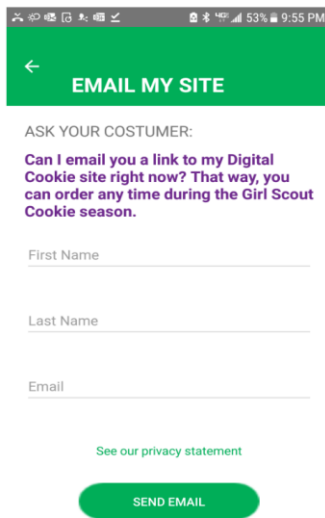 53% 9:55 PM
EMAIL MY SITE
ASK YOUR COSTUMER:
Can I email you a link to my Digital
Cookie site right now? That way, you
can order any time during the Girl Scout
Cookie season.
First Name
Last Name
Email
See our privacy statement
SEND EMAIL